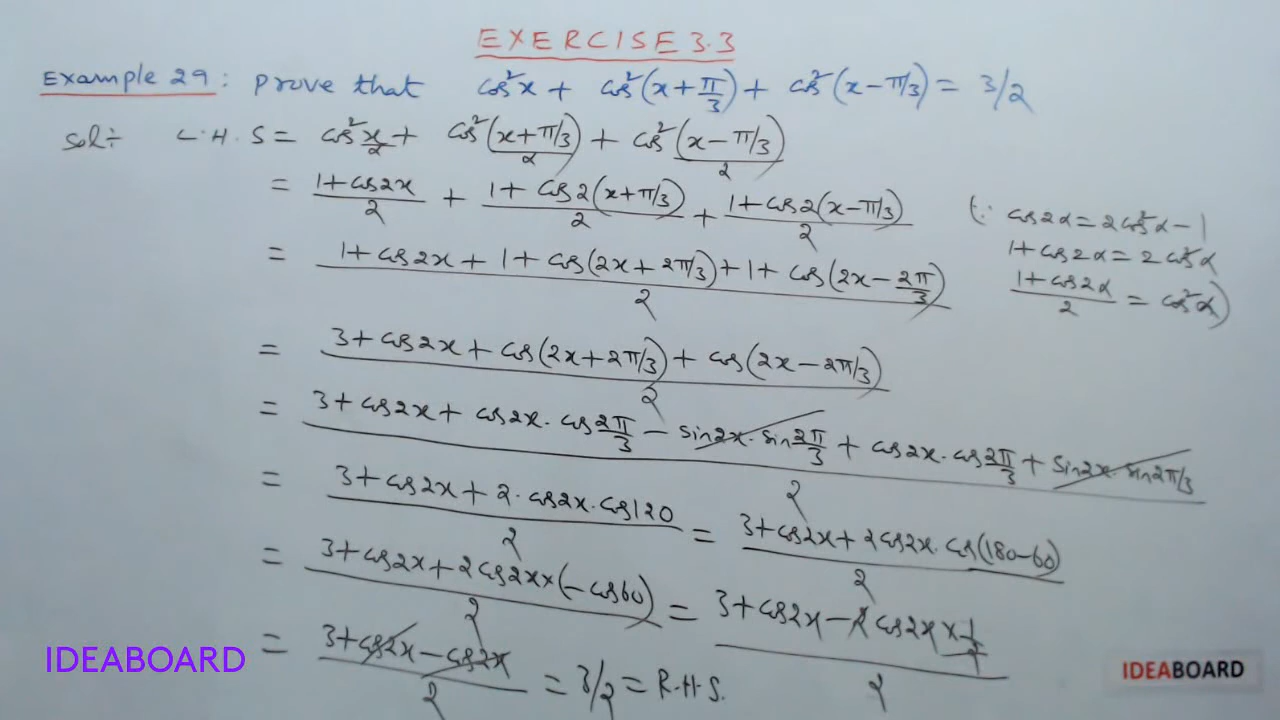 EXERCISE 3.3
Example 29: Prove that cos²x + cos²(x+π/3) + cos²(x−π/3) = 3/2
Sol÷ L.H.S = cos²x/α + cos²(x+π/3)/α + cos²(x−π/3)/2
= 1+cos2x/2 + 1+cos2(x+π/3)/2 + 1+cos2(x−π/3)/2 (∵ cos2α=2cos²α−1
1+cos2α=2cos²α
= 1+cos2x+1+cos(2x+2π/3)+1+cos(2x−2π/3)/2 1+cos2α/2 = cos²α)
= 3+cos2x+cos(2x+2π/3)+cos(2x−2π/3)/2
= 3+cos2x+cos2x.cos2π/3−sin2x.sin2π/3+cos2x.cos2π/3+sin2x.sin2π/3/2
= 3+cos2x+2.cos2x.cos120/2 = 3+cos2x+2cos2x.cos(180−60)/2
= 3+cos2x+2cos2x×(−cos60)/2 = 3+cos2x−2cos2x×1/2/2
= 3+cos2x−cos2x/2 = 3/2 = R.H.S.
IDEABOARD
IDEABOARD